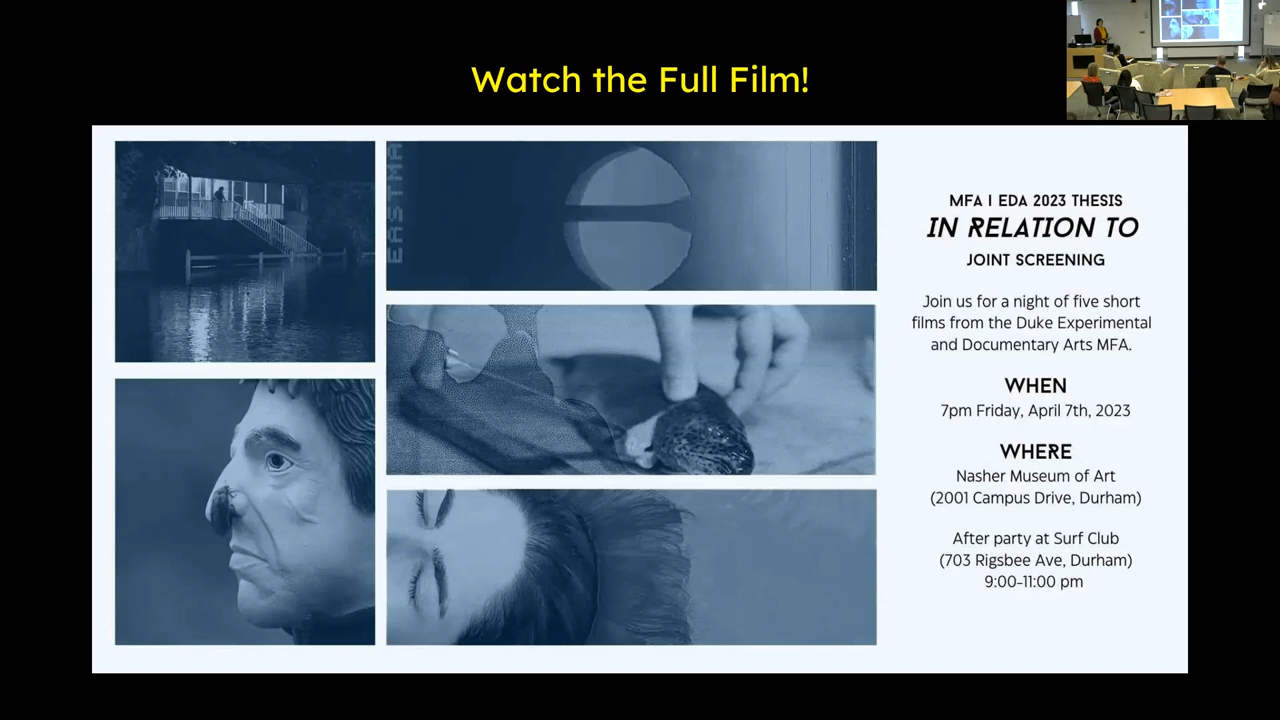 Watch the Full Film!
EASTMA
MFA | EDA 2023 THESIS
IN RELATION TO
JOINT SCREENING
Join us for a night of five short
films from the Duke Experimental
and Documentary Arts MFA.
WHEN
7pm Friday, April 7th, 2023
WHERE
Nasher Museum of Art
(2001 Campus Drive, Durham)
After party at Surf Club
(703 Rigsbee Ave, Durham)
9:00-11:00 pm